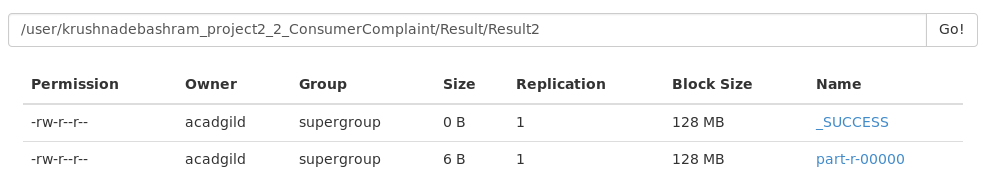 /user/krushnadebashram_project2_2_ConsumerComplaint/Result/Result2 Go!
Permission Owner Group Size Replication Block Size Name
-rw-r--r-- acadgild supergroup 0 B 1 128 MB _SUCCESS
-rw-r--r-- acadgild supergroup 6 B 1 128 MB part-r-00000